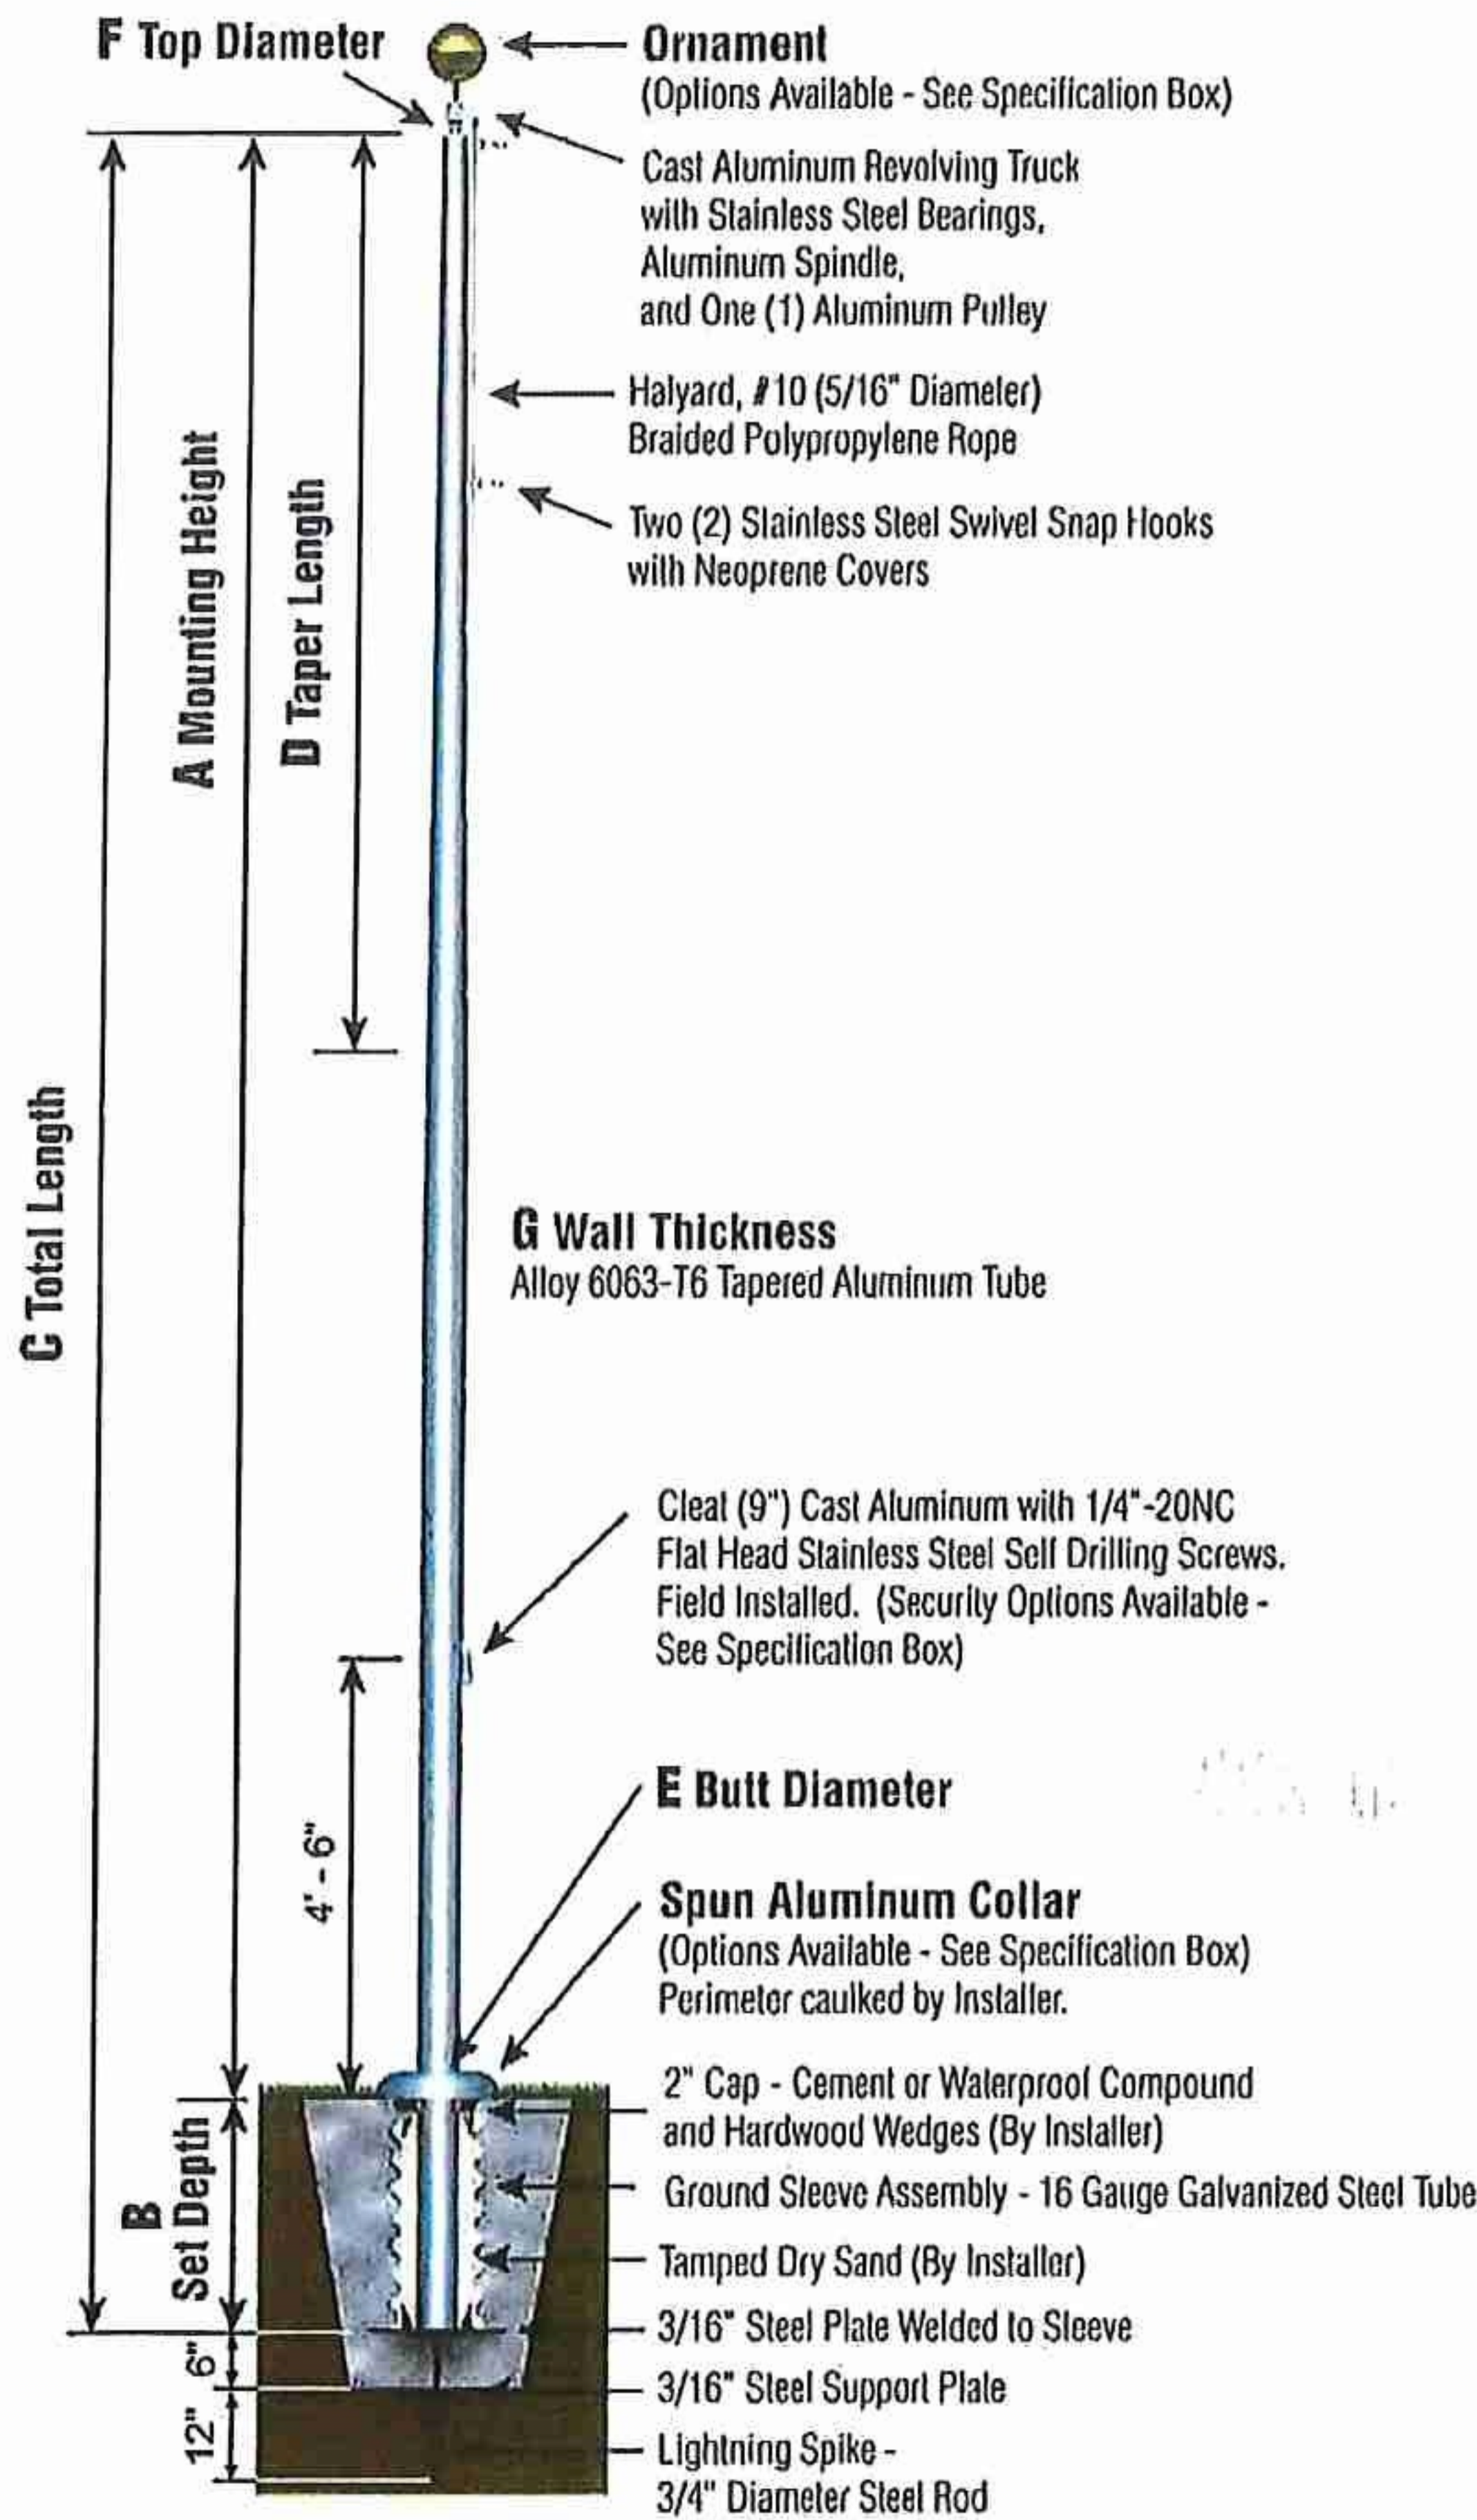 F Top Diameter
Ornament
(Options Available - See Specification Box)
Cast Aluminum Revolving Truck
with Stainless Steel Bearings,
Aluminum Spindle,
and One (1) Aluminum Pulley
Halyard, #10 (5/16" Diameter)
Braided Polypropylene Rope
Two (2) Stainless Steel Swivel Snap Hooks
with Neoprene Covers
A Mounting Height
D Taper Length
C Total Length
G Wall Thickness
Alloy 6063-T6 Tapered Aluminum Tube
Cleat (9") Cast Aluminum with 1/4"-20NC
Flat Head Stainless Steel Self Drilling Screws.
Field Installed. (Security Options Available -
See Specification Box)
4' - 6"
E Butt Diameter
Spun Aluminum Collar
(Options Available - See Specification Box)
Perimeter caulked by Installer.
2" Cap - Cement or Waterproof Compound
and Hardwood Wedges (By Installer)
B
Set Depth
Ground Sleeve Assembly - 16 Gauge Galvanized Steel Tube
Tamped Dry Sand (By Installer)
3/16" Steel Plate Welded to Sleeve
6"
3/16" Steel Support Plate
12"
Lightning Spike -
3/4" Diameter Steel Rod